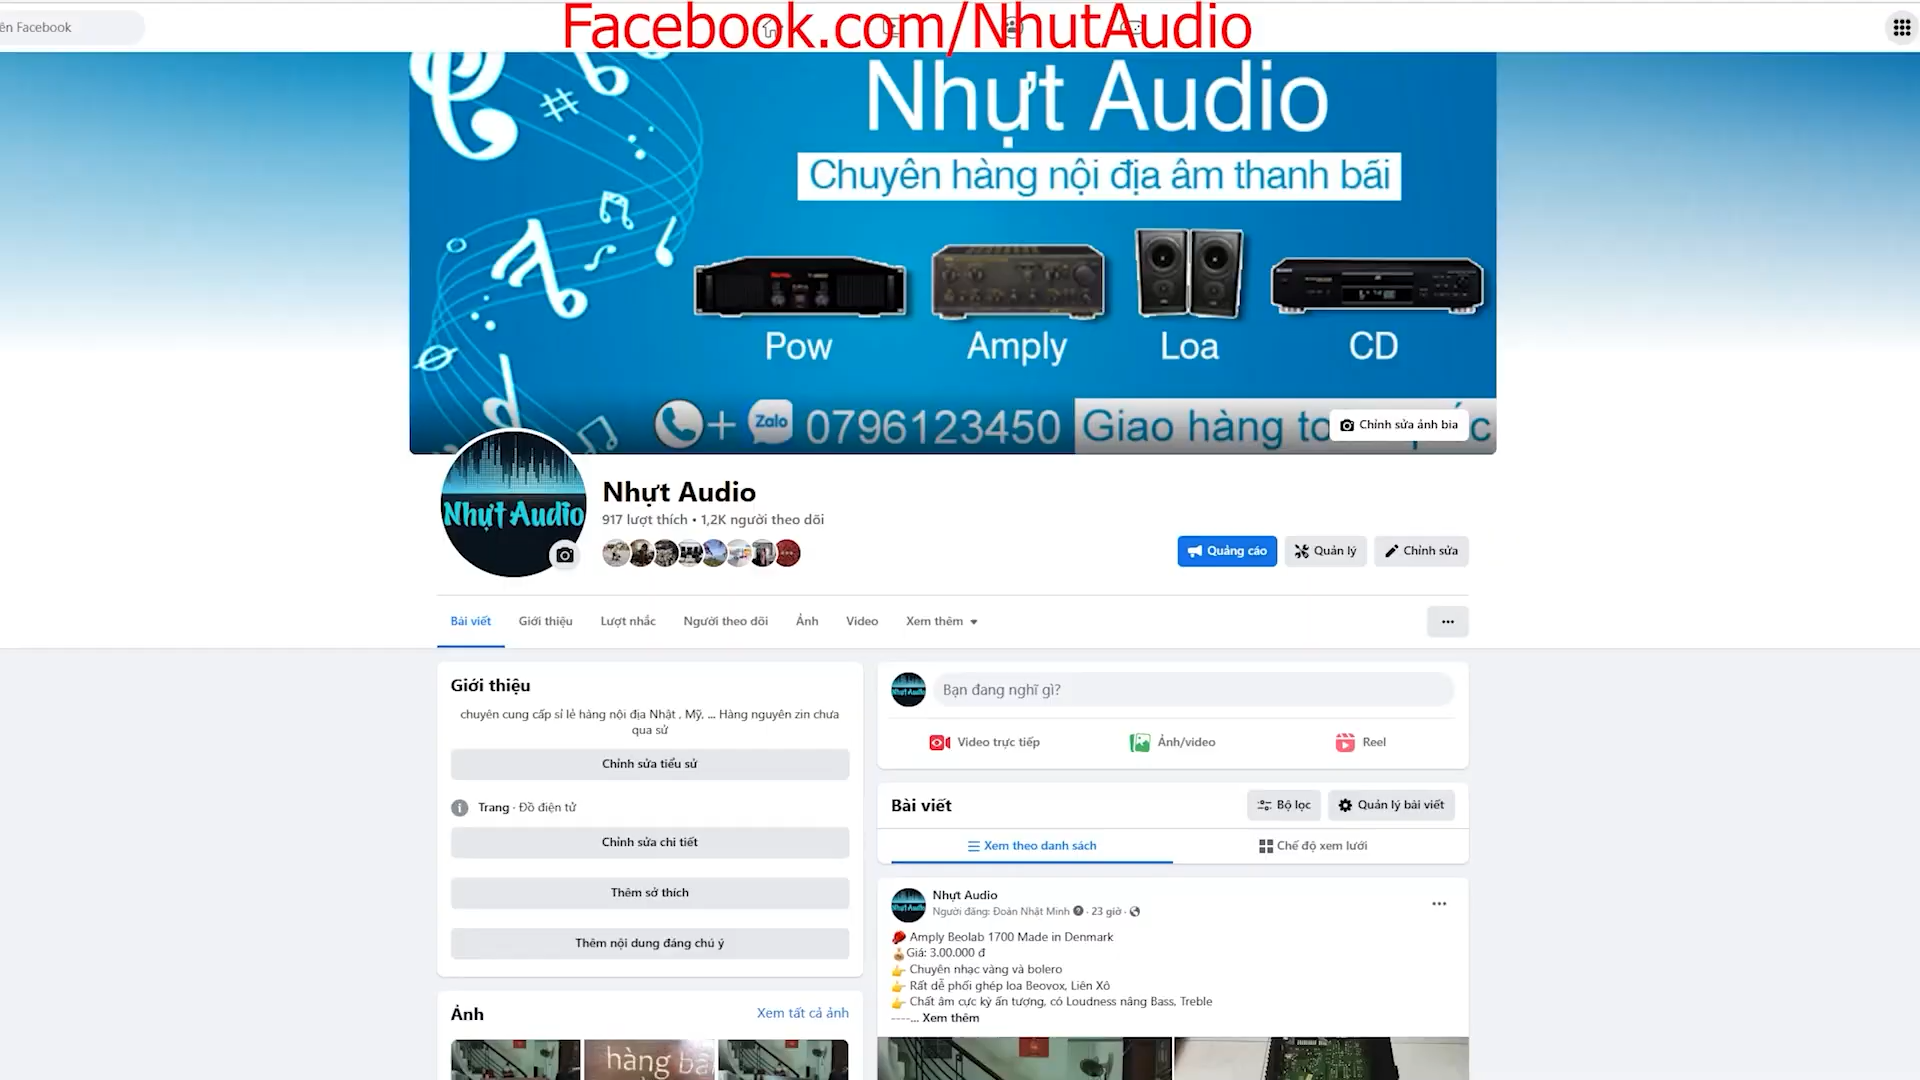 ên Facebook
Facebook.com/NhutAudio
Nhựt Audio
Chuyên hàng nội địa âm thanh bãi
Pow
Amply
Loa
CD
+ Zalo 0796123450
Giao hàng to
Chỉnh sửa ảnh bìa
Nhựt Audio
Nhựt Audio
917 lượt thích • 1,2K người theo dõi
Quảng cáo
Quản lý
Chỉnh sửa
Bài viết
Giới thiệu
Lượt nhắc
Người theo dõi
Ảnh
Video
Xem thêm
Giới thiệu
chuyên cung cấp sỉ lẻ hàng nội địa Nhật , Mỹ, ... Hàng nguyên zin chưa
qua sử
Chỉnh sửa tiểu sử
Trang · Đồ điện tử
Chỉnh sửa chi tiết
Thêm sở thích
Thêm nội dung đáng chú ý
Ảnh
Xem tất cả ảnh
hàng bã
Bạn đang nghĩ gì?
Video trực tiếp
Ảnh/video
Reel
Bài viết
Bộ lọc
Quản lý bài viết
Xem theo danh sách
Chế độ xem lưới
Nhựt Audio
Người đăng: Đoàn Nhật Minh · 23 giờ ·
Amply Beolab 1700 Made in Denmark
Giá: 3.00.000 đ
Chuyên nhạc vàng và bolero
Rất dễ phối ghép loa Beovox, Liên Xô
Chất âm cực kỳ ấn tượng, có Loudness nâng Bass, Treble
----... Xem thêm